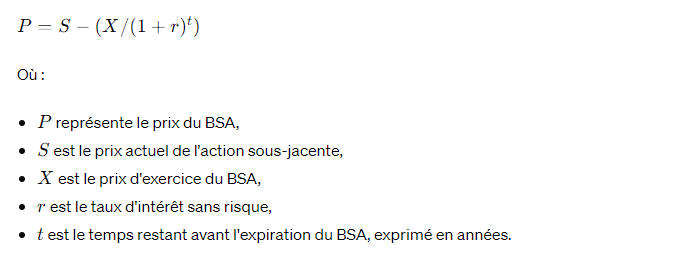 P = S − (X/(1 + r)^t)
Où :
• P représente le prix du BSA,
• S est le prix actuel de l'action sous-jacente,
• X est le prix d'exercice du BSA,
• r est le taux d'intérêt sans risque,
• t est le temps restant avant l'expiration du BSA, exprimé en années.